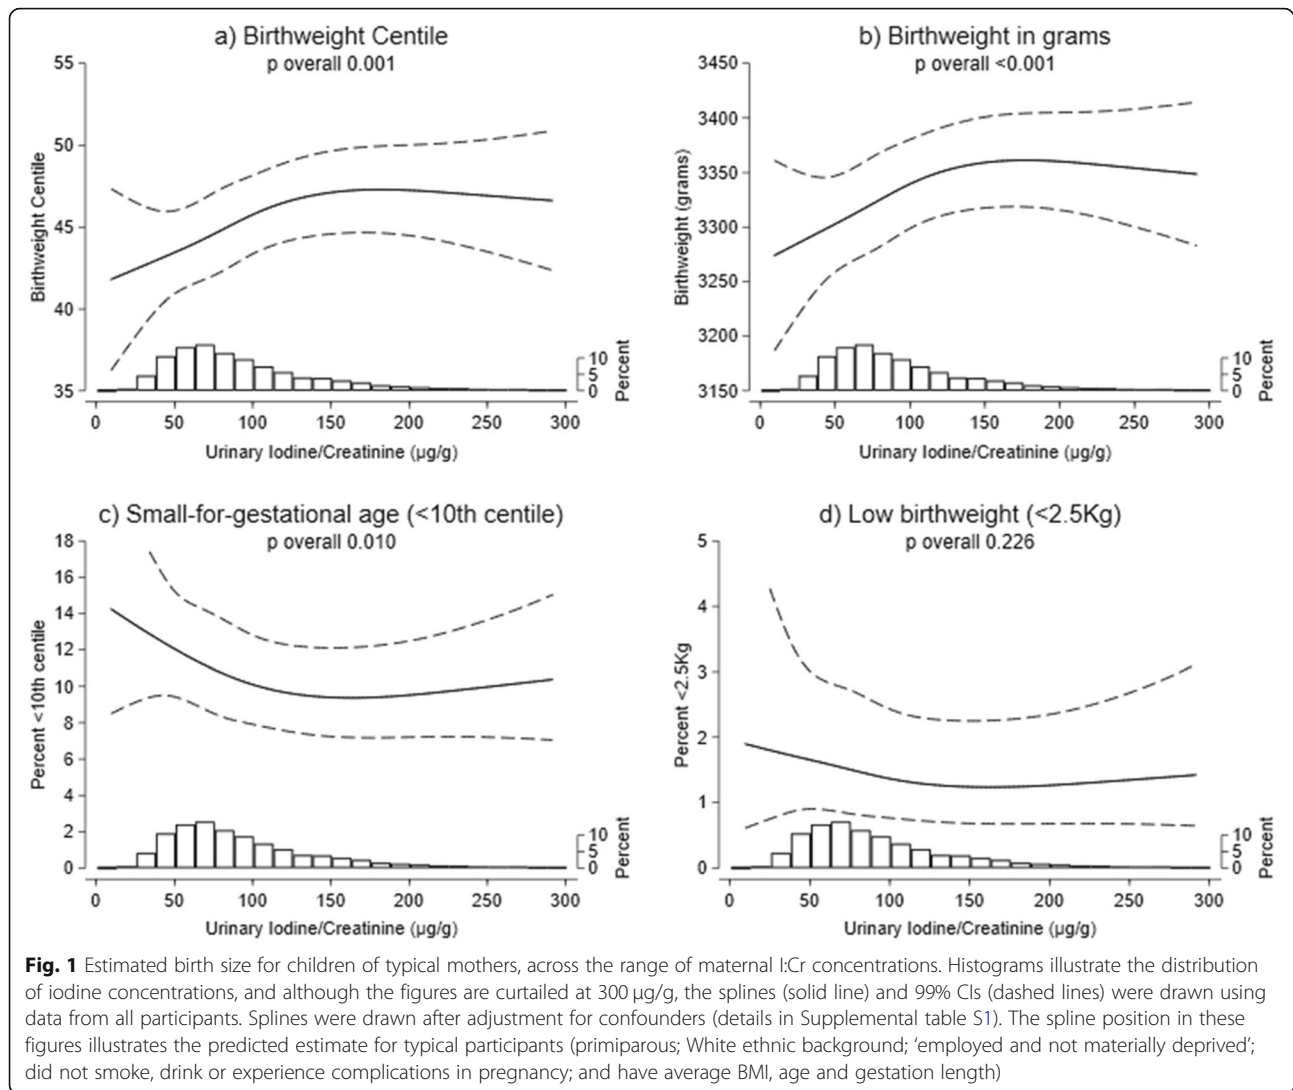 a) Birthweight Centile
p overall 0.001
55
50
45
40
35
Birthweight Centile
10
5
0
Percent
0 50 100 150 200 250 300
Urinary Iodine/Creatinine (µg/g)
b) Birthweight in grams
p overall <0.001
3450
3400
3350
3300
3250
3200
3150
Birthweight (grams)
10
5
0
Percent
0 50 100 150 200 250 300
Urinary Iodine/Creatinine (µg/g)
c) Small-for-gestational age (<10th centile)
p overall 0.010
18
16
14
12
10
8
6
4
2
0
Percent <10th centile
10
5
0
Percent
0 50 100 150 200 250 300
Urinary Iodine/Creatinine (µg/g)
d) Low birthweight (<2.5Kg)
p overall 0.226
5
4
3
2
1
0
Percent <2.5Kg
10
5
0
Percent
0 50 100 150 200 250 300
Urinary Iodine/Creatinine (µg/g)
Fig. 1 Estimated birth size for children of typical mothers, across the range of maternal I:Cr concentrations. Histograms illustrate the distribution
of iodine concentrations, and although the figures are curtailed at 300 µg/g, the splines (solid line) and 99% CIs (dashed lines) were drawn using
data from all participants. Splines were drawn after adjustment for confounders (details in Supplemental table S1). The spline position in these
figures illustrates the predicted estimate for typical participants (primiparous; White ethnic background; ‘employed and not materially deprived’;
did not smoke, drink or experience complications in pregnancy; and have average BMI, age and gestation length)